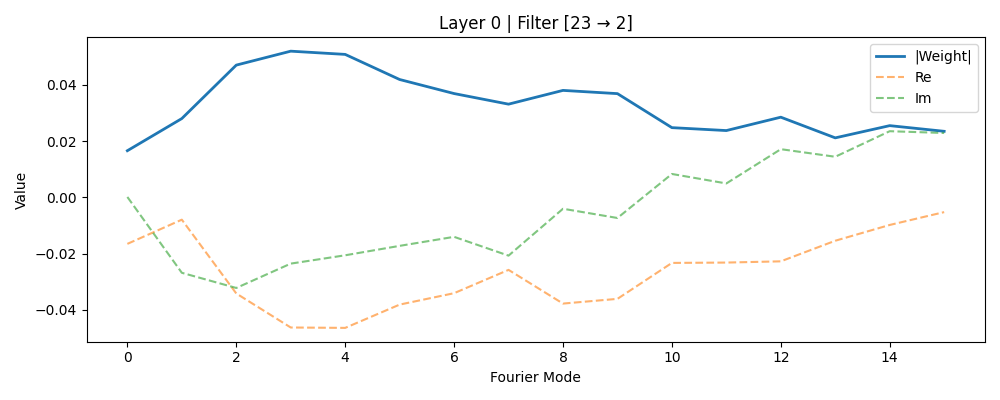 Layer 0 | Filter [23 → 2]
|Weight|
Re
Im
Value
0.04
0.02
0.00
−0.02
−0.04
0 2 4 6 8 10 12 14
Fourier Mode